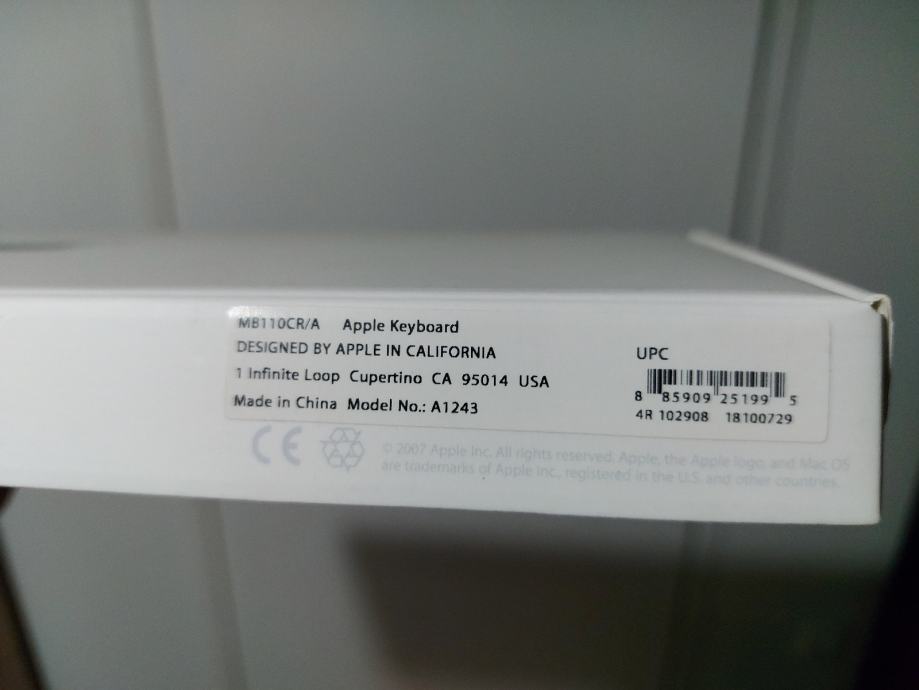 MB110CR/A Apple Keyboard
DESIGNED BY APPLE IN CALIFORNIA
1 Infinite Loop Cupertino CA 95014 USA
Made in China Model No.: A1243
UPC
8 85909 25199 5
4R 102908 18100729
CE
© 2007 Apple Inc. All rights reserved. Apple, the Apple logo, and Mac OS
are trademarks of Apple Inc., registered in the U.S. and other countries.